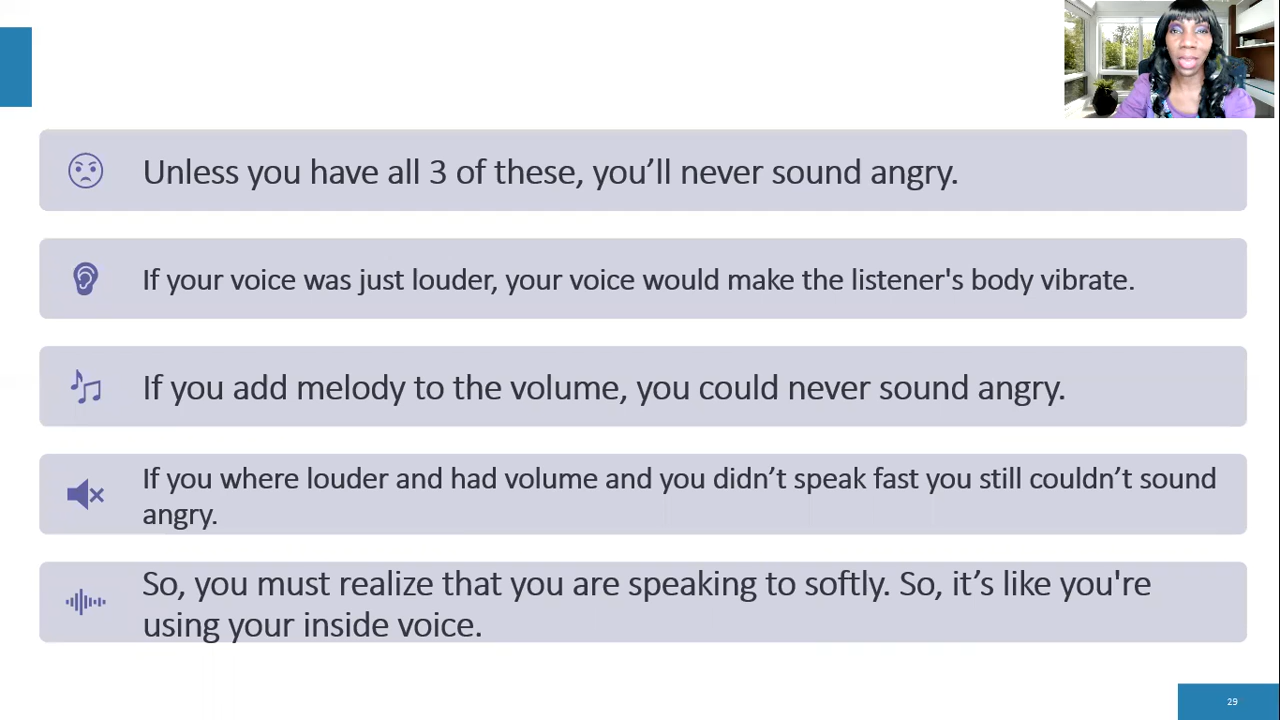 Unless you have all 3 of these, you’ll never sound angry.
If your voice was just louder, your voice would make the listener's body vibrate.
If you add melody to the volume, you could never sound angry.
If you where louder and had volume and you didn’t speak fast you still couldn’t sound
angry.
So, you must realize that you are speaking to softly. So, it’s like you're
using your inside voice.
29